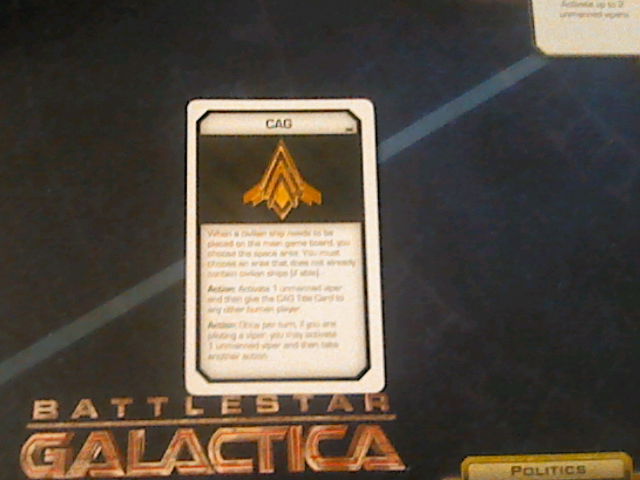 Activate up to 2
unmanned vipers
CAG
When a civilian ship needs to be
placed on the main game board, you
choose the space area. You must
choose an area that does not already
contain civilian ships (if able).
Action: Activate 1 unmanned viper
and then give the CAG Title Card to
any other human player.
Action: Once per turn, if you are
piloting a viper, you may activate
1 unmanned viper and then take
another action.
BATTLESTAR
GALACTICA
POLITICS